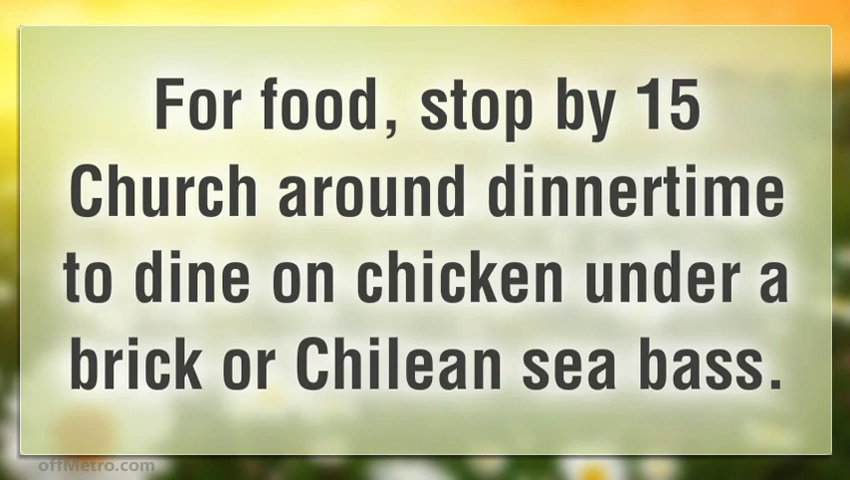 For food, stop by 15
Church around dinnertime
to dine on chicken under a
brick or Chilean sea bass.
offMetro.com